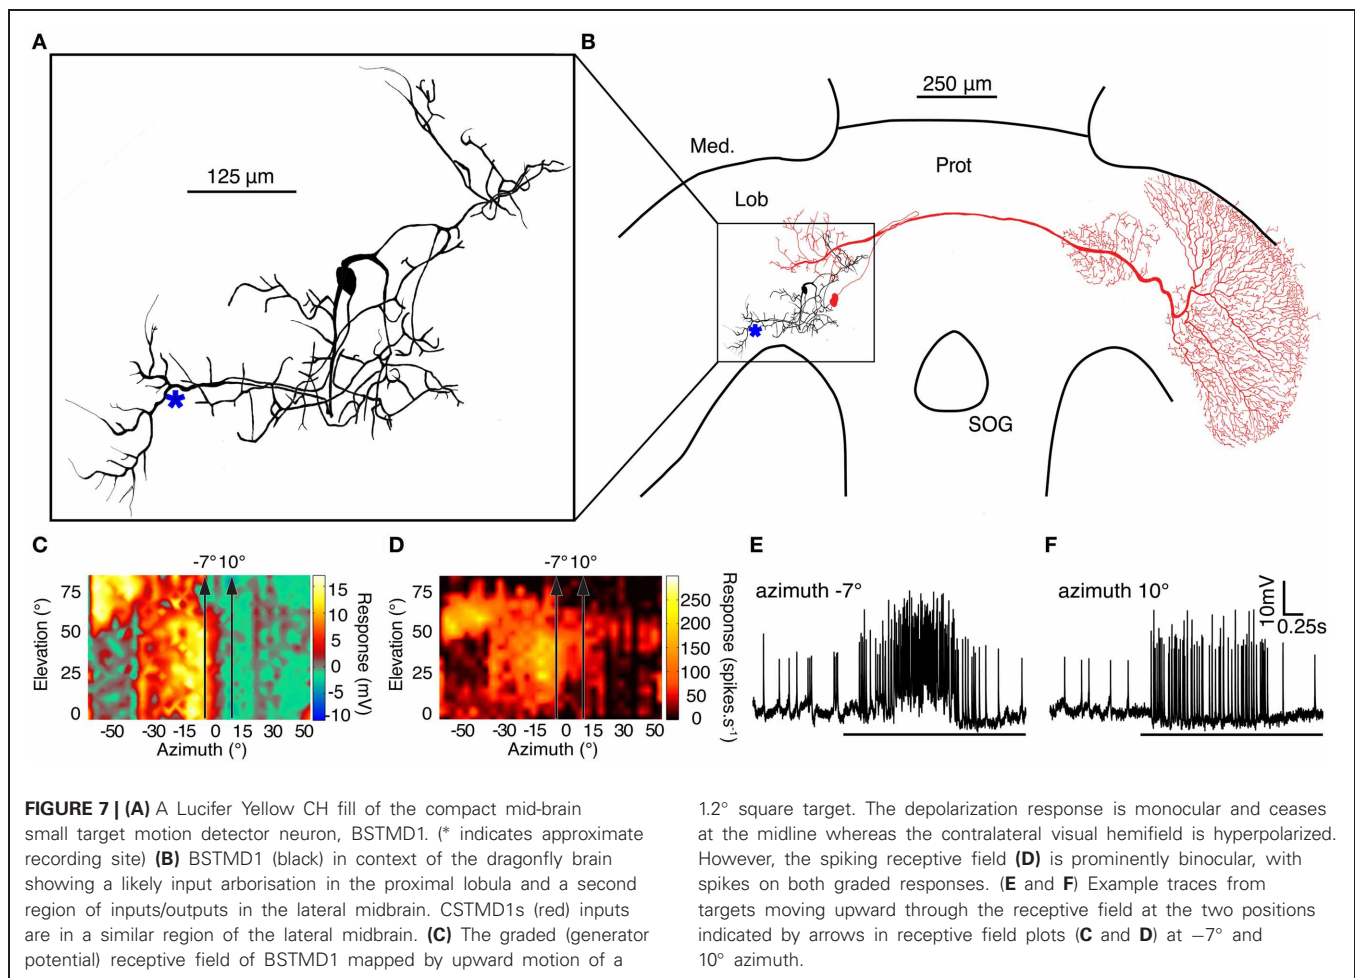 A
B
125 µm
250 µm
Med.
Prot
Lob
SOG
*
*
C
D
E
F
-7° 10°
75
50
25
0
Elevation (°)
-50 -30 -15 0 15 30 50
Azimuth (°)
15
10
5
0
-5
-10
Response (mV)
-7° 10°
75
50
25
0
Elevation (°)
-50 -30 -15 0 15 30 50
Azimuth (°)
250
200
150
100
50
0
Response (spikes.s⁻¹)
azimuth -7°
azimuth 10°
10mV
0.25s
FIGURE 7 | (A) A Lucifer Yellow CH fill of the compact mid-brain
small target motion detector neuron, BSTMD1. (* indicates approximate
recording site) (B) BSTMD1 (black) in context of the dragonfly brain
showing a likely input arborisation in the proximal lobula and a second
region of inputs/outputs in the lateral midbrain. CSTMD1s (red) inputs
are in a similar region of the lateral midbrain. (C) The graded (generator
potential) receptive field of BSTMD1 mapped by upward motion of a
1.2° square target. The depolarization response is monocular and ceases
at the midline whereas the contralateral visual hemifield is hyperpolarized.
However, the spiking receptive field (D) is prominently binocular, with
spikes on both graded responses. (E and F) Example traces from
targets moving upward through the receptive field at the two positions
indicated by arrows in receptive field plots (C and D) at −7° and
10° azimuth.